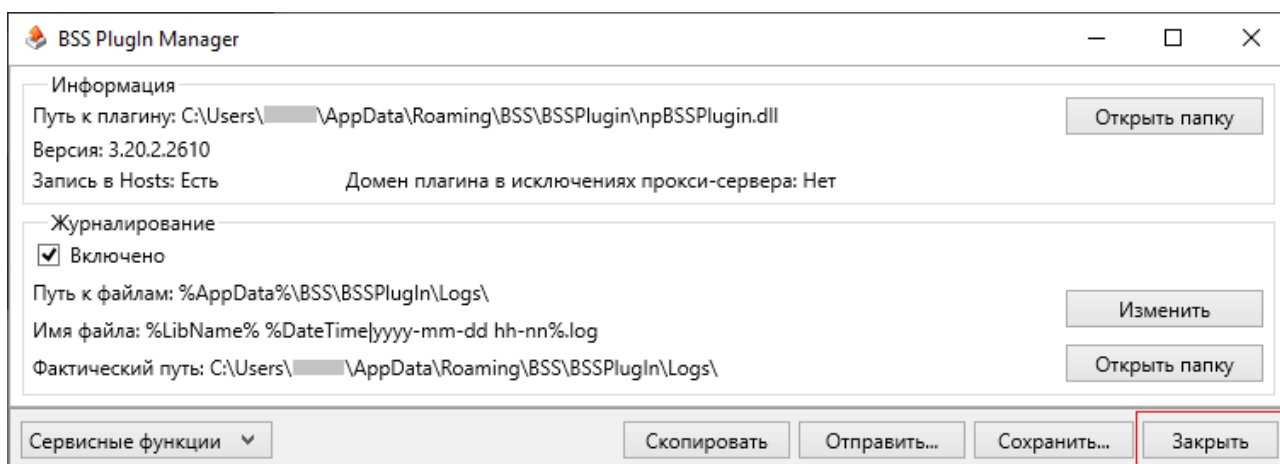 BSS PlugIn Manager
Информация
Путь к плагину: C:\Users\ \AppData\Roaming\BSS\BSSPlugin\npBSSPlugin.dll
Открыть папку
Версия: 3.20.2.2610
Запись в Hosts: Есть Домен плагина в исключениях прокси-сервера: Нет
Журналирование
Включено
Путь к файлам: %AppData%\BSS\BSSPlugIn\Logs\
Изменить
Имя файла: %LibName% %DateTime|yyyy-mm-dd hh-nn%.log
Фактический путь: C:\Users\ \AppData\Roaming\BSS\BSSPlugIn\Logs\
Открыть папку
Сервисные функции Скопировать Отправить... Сохранить... Закрыть